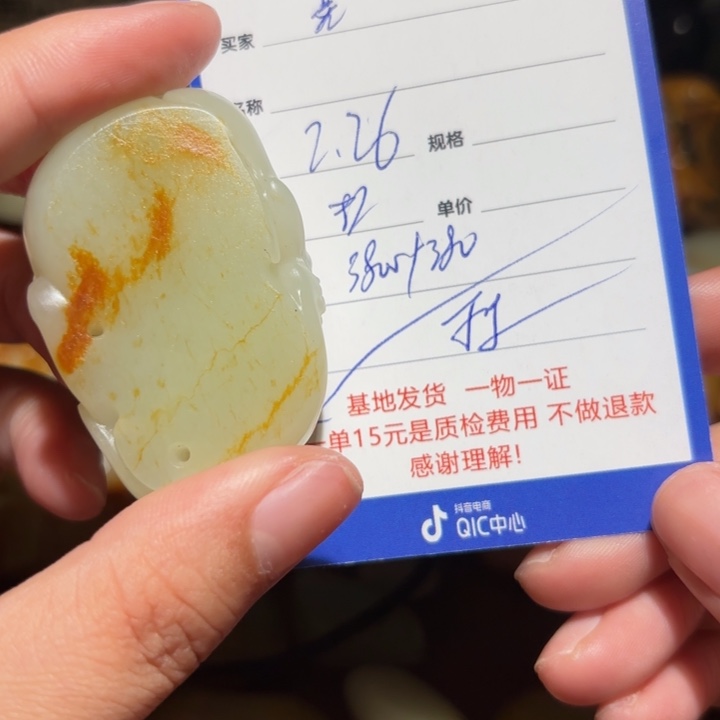 买家
名称
2.26 规格
单价
基地发货 一物一证
单15元是质检费用 不做退款
感谢理解!
抖音电商
QIC中心